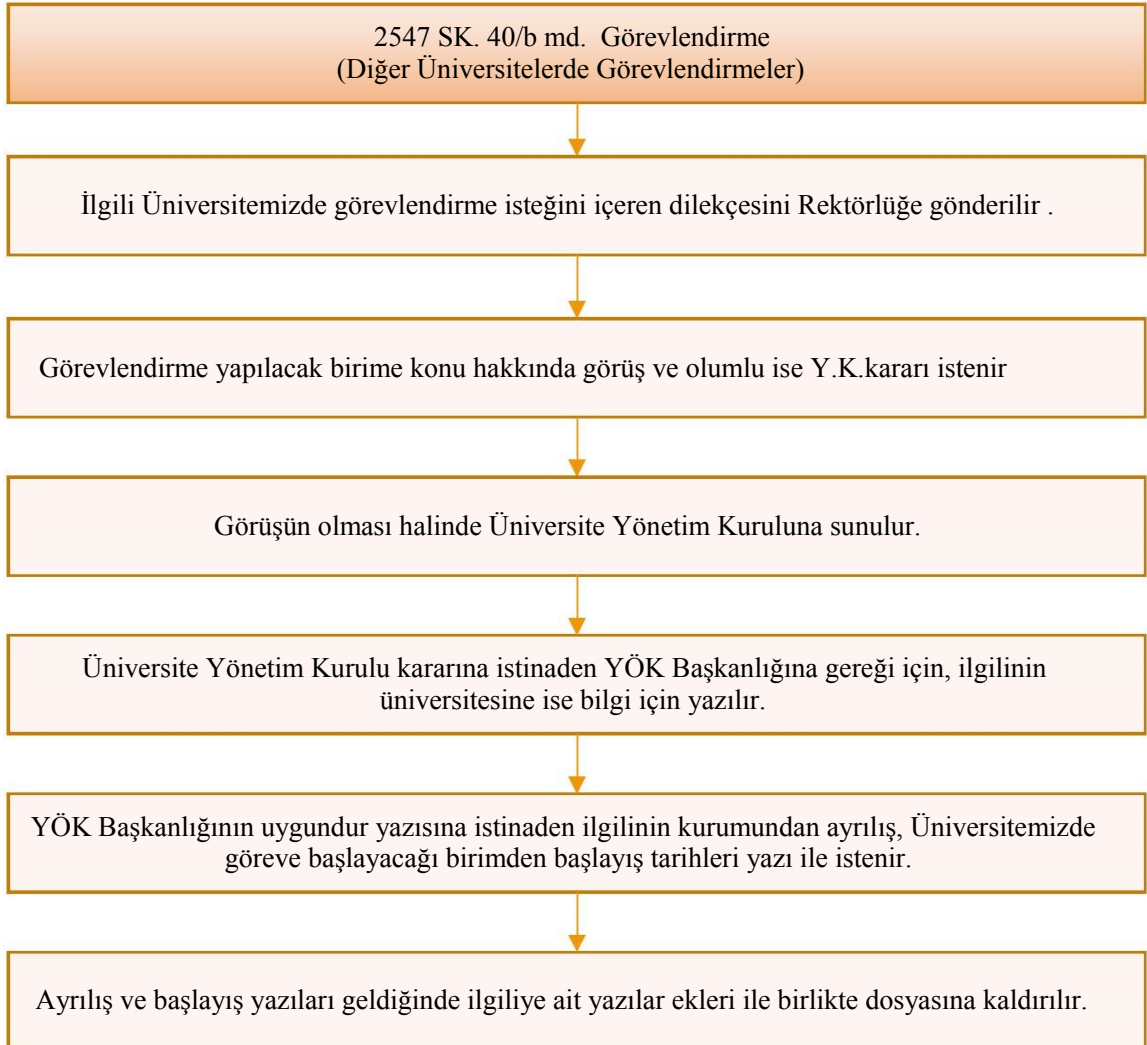 2547 SK. 40/b md. Görevlendirme
(Diğer Üniversitelerde Görevlendirmeler)
İlgili Üniversitemizde görevlendirme isteğini içeren dilekçesini Rektörlüğe gönderilir .
Görevlendirme yapılacak birime konu hakkında görüş ve olumlu ise Y.K.kararı istenir
Görüşün olması halinde Üniversite Yönetim Kuruluna sunulur.
Üniversite Yönetim Kurulu kararına istinaden YÖK Başkanlığına gereği için, ilgilinin
üniversitesine ise bilgi için yazılır.
YÖK Başkanlığının uygundur yazısına istinaden ilgilinin kurumundan ayrılış, Üniversitemizde
göreve başlayacağı birimden başlayış tarihleri yazı ile istenir.
Ayrılış ve başlayış yazıları geldiğinde ilgiliye ait yazılar ekleri ile birlikte dosyasına kaldırılır.